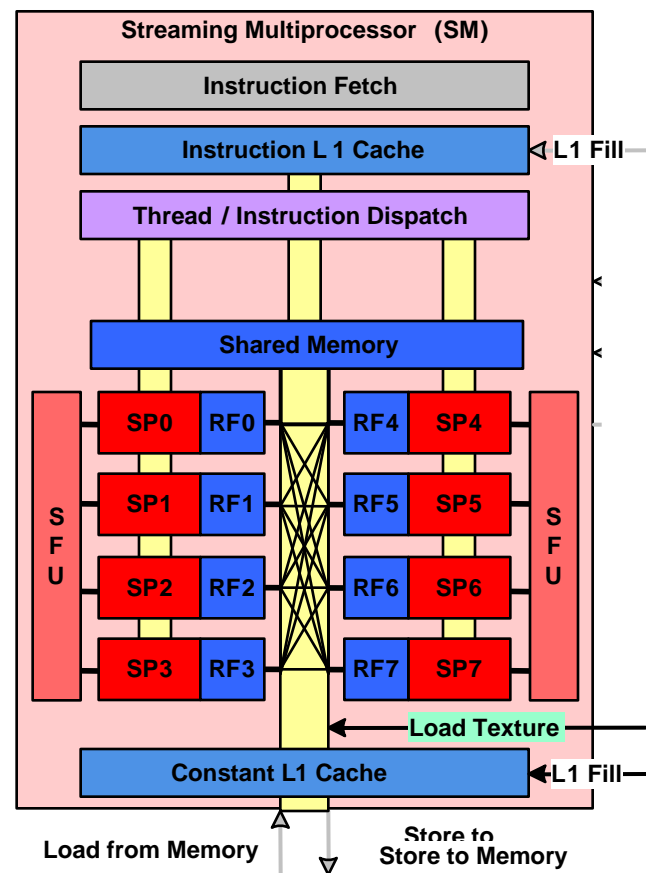 Streaming Multiprocessor (SM)
Instruction Fetch
Instruction L 1 Cache
L1 Fill
Thread / Instruction Dispatch
Shared Memory
SP0 RF0 RF4 SP4
SP1 RF1 RF5 SP5
S F U
S F U
SP2 RF2 RF6 SP6
SP3 RF3 RF7 SP7
Load Texture
Constant L1 Cache
L1 Fill
Load from Memory
Store to
Store to Memory